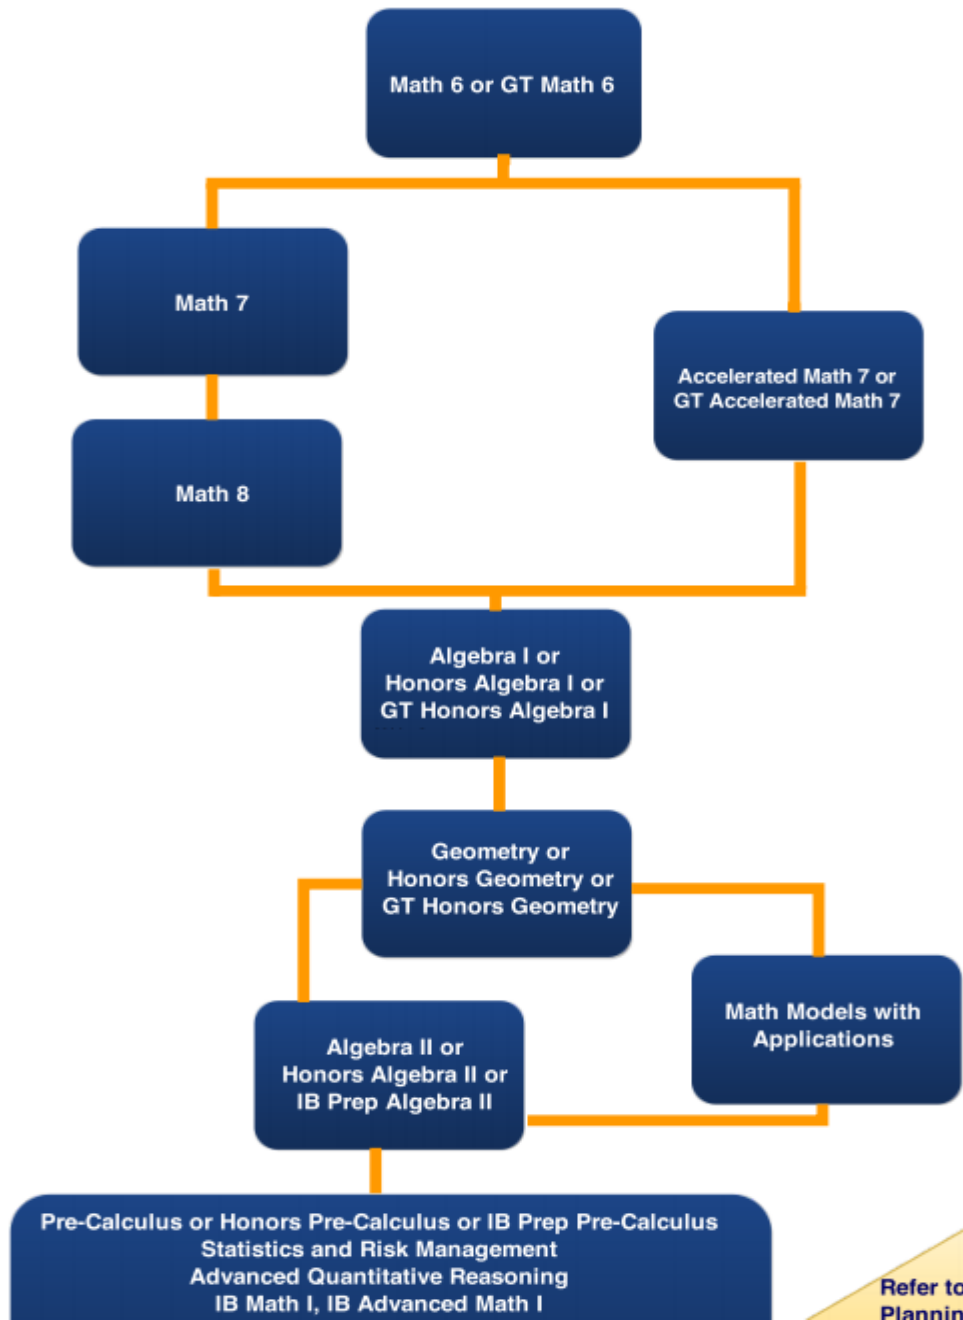 Math 6 or GT Math 6
Math 7
Accelerated Math 7 or
GT Accelerated Math 7
Math 8
Algebra I or
Honors Algebra I or
GT Honors Algebra I
Geometry or
Honors Geometry or
GT Honors Geometry
Math Models with
Applications
Algebra II or
Honors Algebra II or
IB Prep Algebra II
Pre-Calculus or Honors Pre-Calculus or IB Prep Pre-Calculus
Statistics and Risk Management
Advanced Quantitative Reasoning
IB Math I, IB Advanced Math I
Refer to